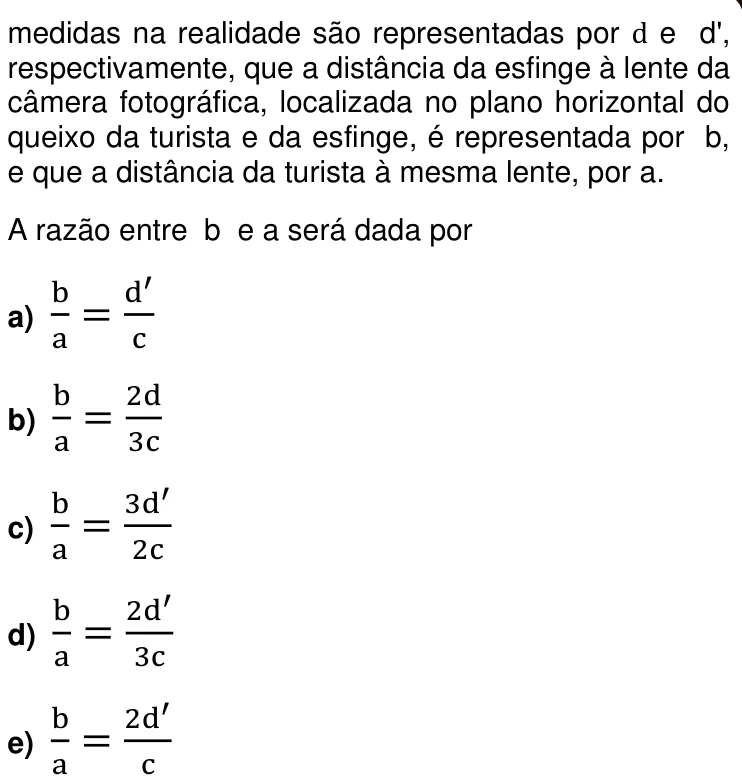 medidas na realidade são representadas por d e d',
respectivamente, que a distância da esfinge à lente da
câmera fotográfica, localizada no plano horizontal do
queixo da turista e da esfinge, é representada por b,
e que a distância da turista à mesma lente, por a.
A razão entre b e a será dada por
a) b/a = d′/c
b) b/a = 2d/3c
c) b/a = 3d′/2c
d) b/a = 2d′/3c
e) b/a = 2d′/c